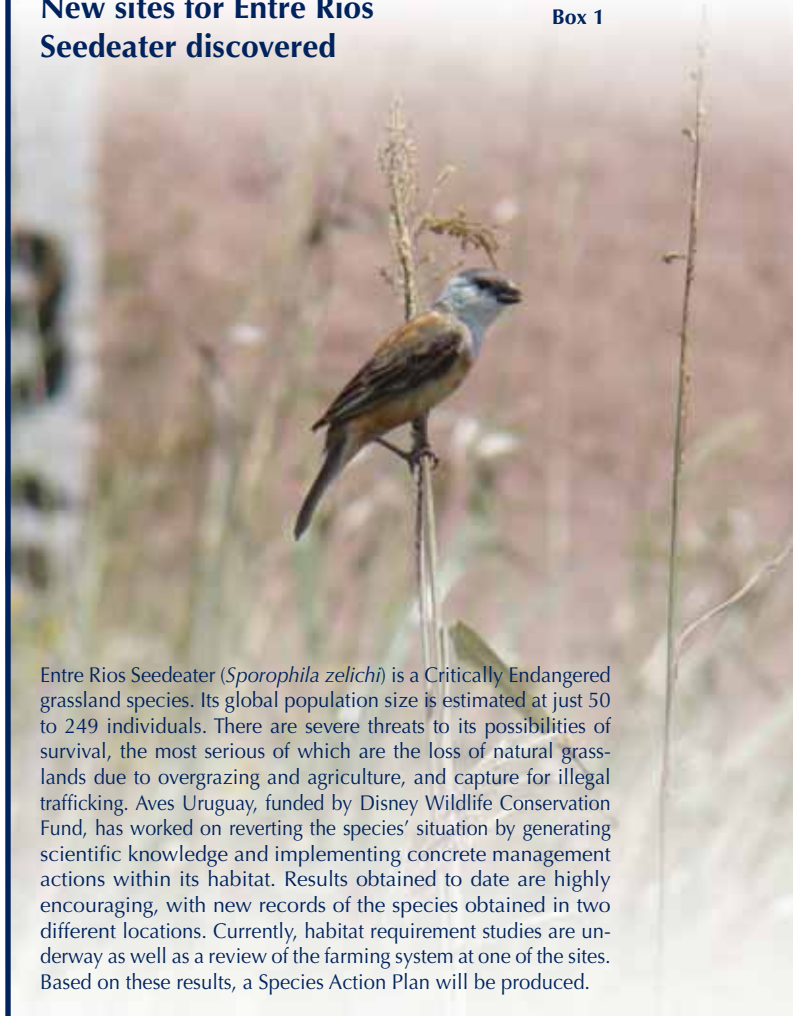 New sites for Entre Rios
Box 1
Seedeater discovered
Entre Rios Seedeater (Sporophila zelichi) is a Critically Endangered
grassland species. Its global population size is estimated at just 50
to 249 individuals. There are severe threats to its possibilities of
survival, the most serious of which are the loss of natural grass-
lands due to overgrazing and agriculture, and capture for illegal
trafficking. Aves Uruguay, funded by Disney Wildlife Conservation
Fund, has worked on reverting the species’ situation by generating
scientific knowledge and implementing concrete management
actions within its habitat. Results obtained to date are highly
encouraging, with new records of the species obtained in two
different locations. Currently, habitat requirement studies are un-
derway as well as a review of the farming system at one of the sites.
Based on these results, a Species Action Plan will be produced.